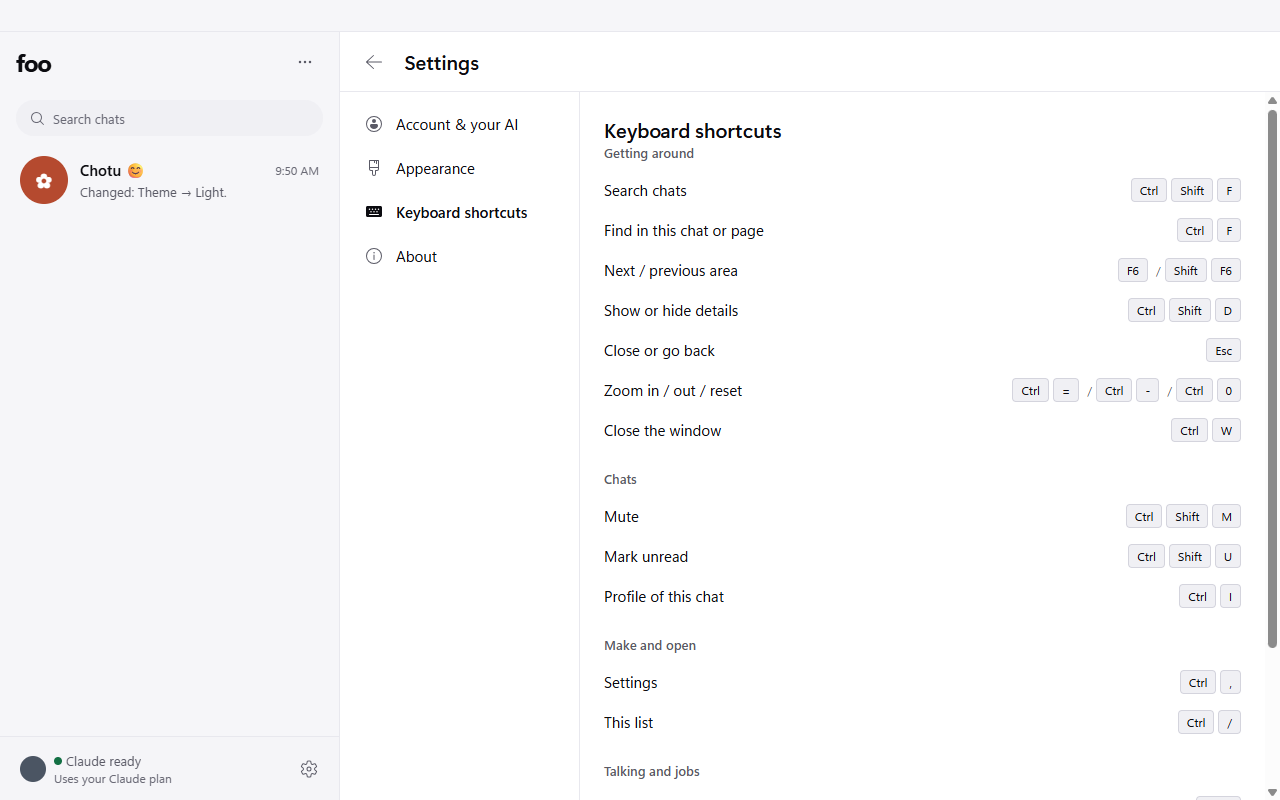 foo
Search chats
Chotu 😊
9:50 AM
Changed: Theme → Light.
Claude ready
Uses your Claude plan
Settings
Account & your AI
Appearance
Keyboard shortcuts
About
Keyboard shortcuts
Getting around
Search chats Ctrl Shift F
Find in this chat or page Ctrl F
Next / previous area F6 / Shift F6
Show or hide details Ctrl Shift D
Close or go back Esc
Zoom in / out / reset Ctrl = / Ctrl - / Ctrl 0
Close the window Ctrl W
Chats
Mute Ctrl Shift M
Mark unread Ctrl Shift U
Profile of this chat Ctrl I
Make and open
Settings Ctrl ,
This list Ctrl /
Talking and jobs